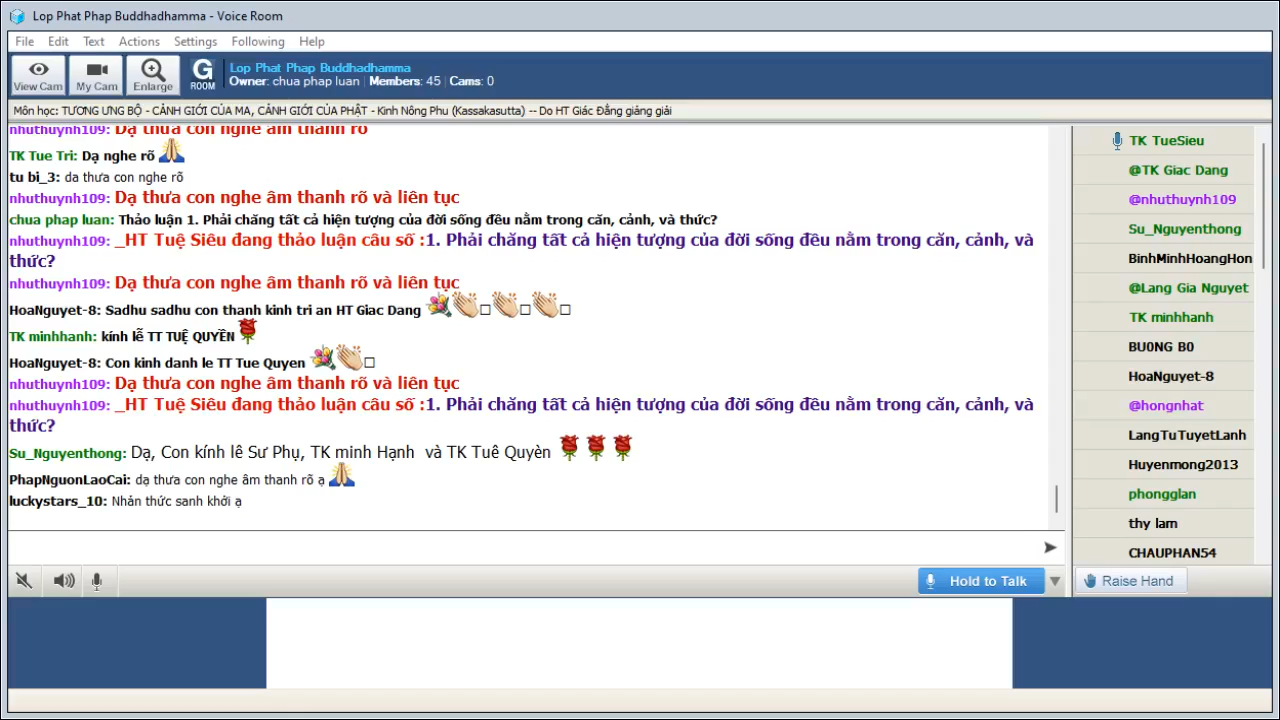 Lop Phat Phap Buddhadhamma - Voice Room
File Edit Text Actions Settings Following Help
View Cam My Cam Enlarge G ROOM
Lop Phat Phap Buddhadhamma
Owner: chua phap luan; Members: 45; Cams: 0
Môn học: TƯƠNG ƯNG BỘ - CẢNH GIỚI CỦA MA, CẢNH GIỚI CỦA PHẬT - Kinh Nông Phu (Kassakasutta) -- Do HT Giác Đẳng giảng giải
nhuthuynh109: Dạ thưa con nghe âm thanh rõ
TK Tue Tri: Dạ nghe rõ
tu bi_3: da thưa con nghe rõ
nhuthuynh109: Dạ thưa con nghe âm thanh rõ và liên tục
chua phap luan: Thảo luận 1. Phải chăng tất cả hiện tượng của đời sống đều nằm trong căn, cảnh, và thức?
nhuthuynh109: _HT Tuệ Siêu đang thảo luận câu số :1. Phải chăng tất cả hiện tượng của đời sống đều nằm trong căn, cảnh, và
thức?
nhuthuynh109: Dạ thưa con nghe âm thanh rõ và liên tục
HoaNguyet-8: Sadhu sadhu con thanh kinh tri an HT Giac Dang
TK minhhanh: kính lễ TT TUỆ QUYỀN
HoaNguyet-8: Con kinh danh le TT Tue Quyen
nhuthuynh109: Dạ thưa con nghe âm thanh rõ và liên tục
nhuthuynh109: _HT Tuệ Siêu đang thảo luận câu số :1. Phải chăng tất cả hiện tượng của đời sống đều nằm trong căn, cảnh, và
thức?
Su_Nguyenthong: Dạ, Con kính lê Sư Phụ, TK minh Hạnh và TK Tuê Quyèn
PhapNguonLaoCai: dạ thưa con nghe âm thanh rõ ạ
luckystars_10: Nhãn thức sanh khởi ạ
TK TueSieu
@TK Giac Dang
@nhuthuynh109
Su_Nguyenthong
BinhMinhHoangHon
@Lang Gia Nguyet
TK minhhanh
BU0NG B0
HoaNguyet-8
@hongnhat
LangTuTuyetLanh
Huyenmong2013
phongglan
thy lam
CHAUPHAN54
Hold to Talk
Raise Hand